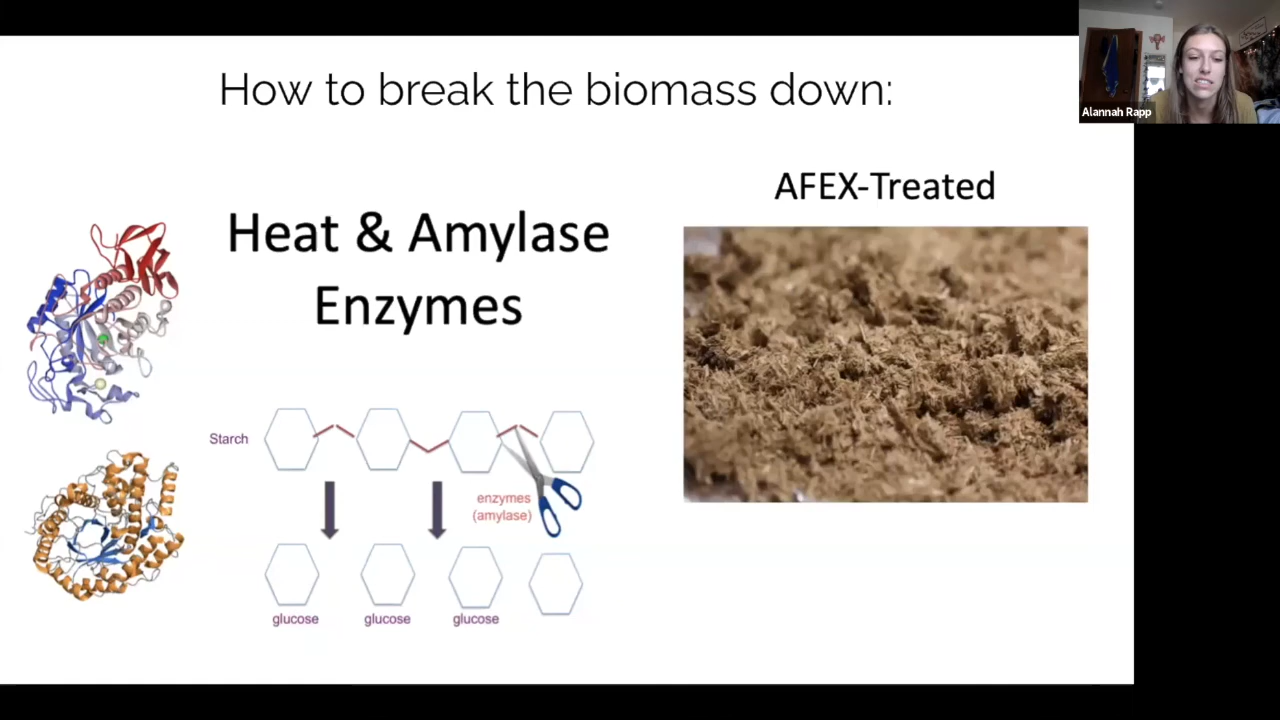 How to break the biomass down:
Alannah Rapp
AFEX-Treated
Heat & Amylase
Enzymes
Starch
enzymes
(amylase)
glucose
glucose
glucose